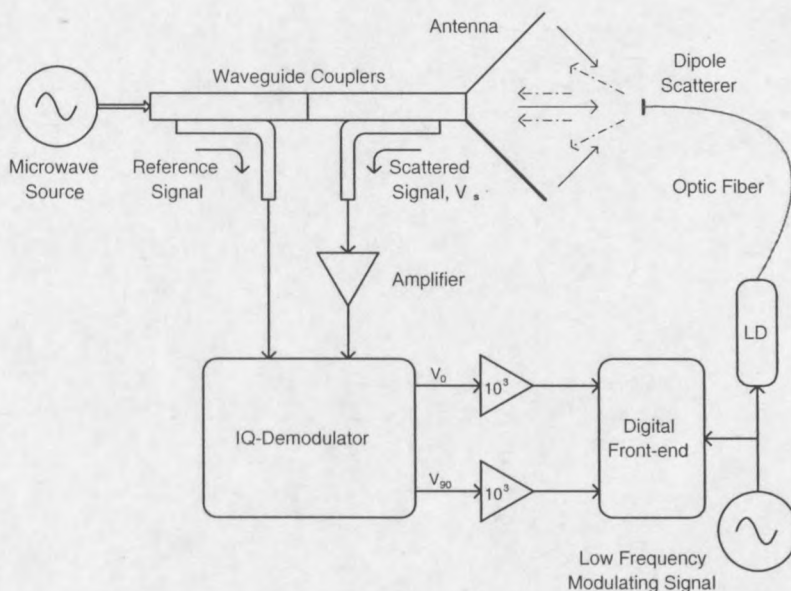 Antenna
Waveguide Couplers
Dipole
Scatterer
Microwave
Source
Reference
Signal
Scattered
Signal, V s
Optic Fiber
Amplifier
LD
V0
10³
IQ-Demodulator
Digital
Front-end
V90
10³
Low Frequency
Modulating Signal